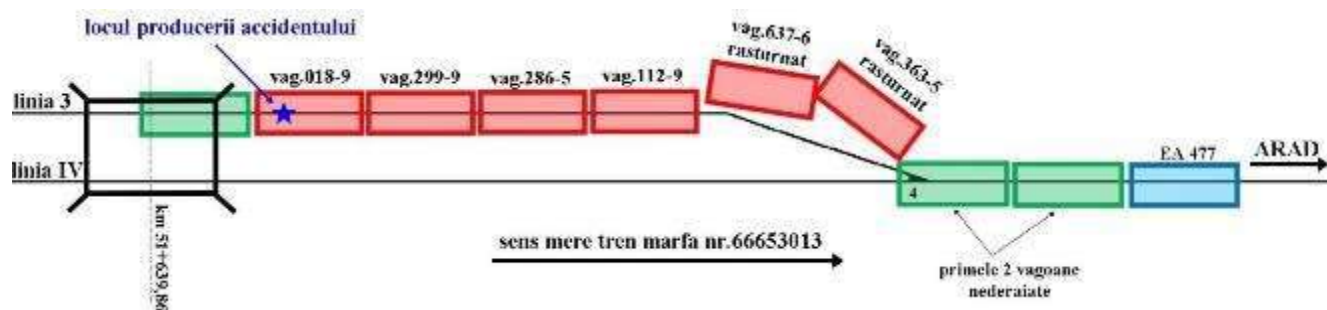 locul producerii accidentului
vag.018-9
vag.299-9
vag.286-5
vag.112-9
vag.637-6
rasturnat
vag.363-5
rasturnat
linia 3
linia IV
EA 477
ARAD
4
km 51+639,86
sens mers tren marfa nr.66653013
primele 2 vagoane
nederaiate